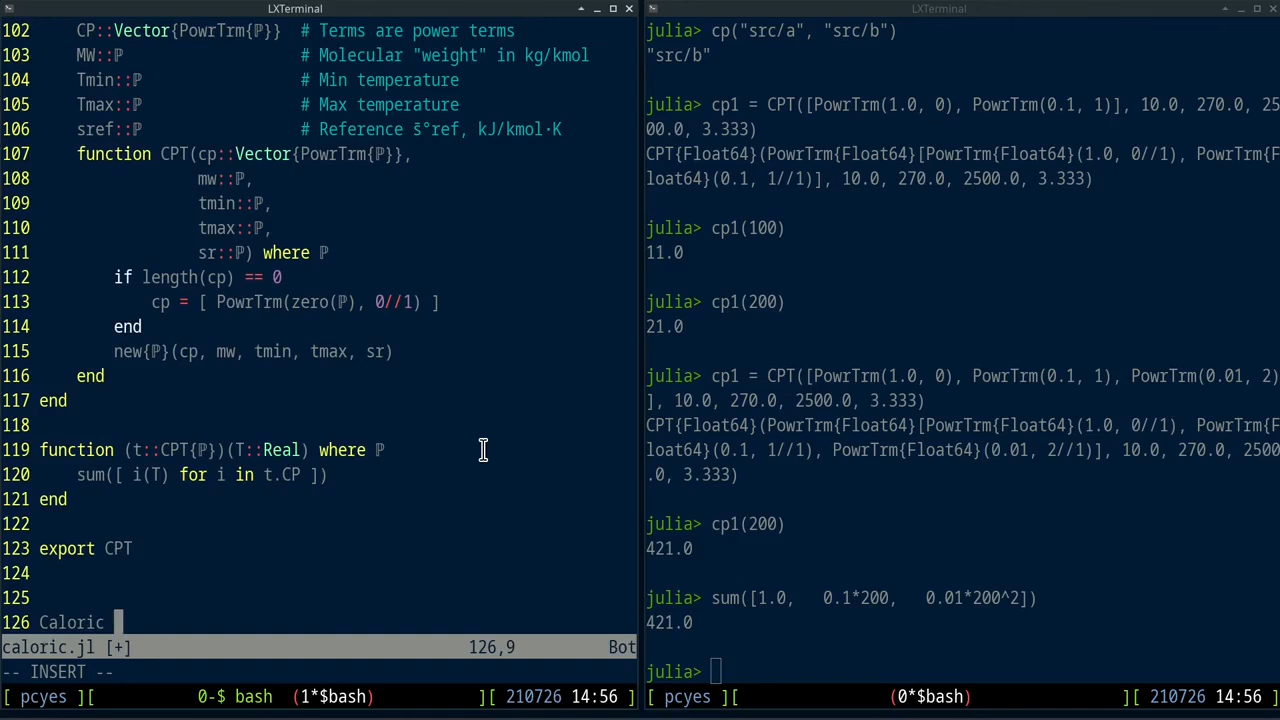 LXTerminal
102     CP::Vector{PowrTrm{ℙ}}  # Terms are power terms
103     MW::ℙ                   # Molecular "weight" in kg/kmol
104     Tmin::ℙ                 # Min temperature
105     Tmax::ℙ                 # Max temperature
106     sref::ℙ                 # Reference s̄°ref, kJ/kmol·K
107     function CPT(cp::Vector{PowrTrm{ℙ}},
108                  mw::ℙ,
109                  tmin::ℙ,
110                  tmax::ℙ,
111                  sr::ℙ) where ℙ
112         if length(cp) == 0
113             cp = [ PowrTrm(zero(ℙ), 0//1) ]
114         end
115         new{ℙ}(cp, mw, tmin, tmax, sr)
116     end
117 end
118
119 function (t::CPT{ℙ})(T::Real) where ℙ
120     sum([ i(T) for i in t.CP ])
121 end
122
123 export CPT
124
125
126 Caloric
caloric.jl [+]                                126,9          Bot
-- INSERT --
[ pcyes ][           0-$ bash  (1*$bash)           ][ 210726 14:56 ]
LXTerminal
julia> cp("src/a", "src/b")
"src/b"
julia> cp1 = CPT([PowrTrm(1.0, 0), PowrTrm(0.1, 1)], 10.0, 270.0, 25
00.0, 3.333)
CPT{Float64}(PowrTrm{Float64}[PowrTrm{Float64}(1.0, 0//1), PowrTrm{F
loat64}(0.1, 1//1)], 10.0, 270.0, 2500.0, 3.333)
julia> cp1(100)
11.0
julia> cp1(200)
21.0
julia> cp1 = CPT([PowrTrm(1.0, 0), PowrTrm(0.1, 1), PowrTrm(0.01, 2)
], 10.0, 270.0, 2500.0, 3.333)
CPT{Float64}(PowrTrm{Float64}[PowrTrm{Float64}(1.0, 0//1), PowrTrm{F
loat64}(0.1, 1//1), PowrTrm{Float64}(0.01, 2//1)], 10.0, 270.0, 2500
.0, 3.333)
julia> cp1(200)
421.0
julia> sum([1.0,   0.1*200,   0.01*200^2])
421.0
julia>
[ pcyes ][                (0*$bash)                ][ 210726 14:56 ]